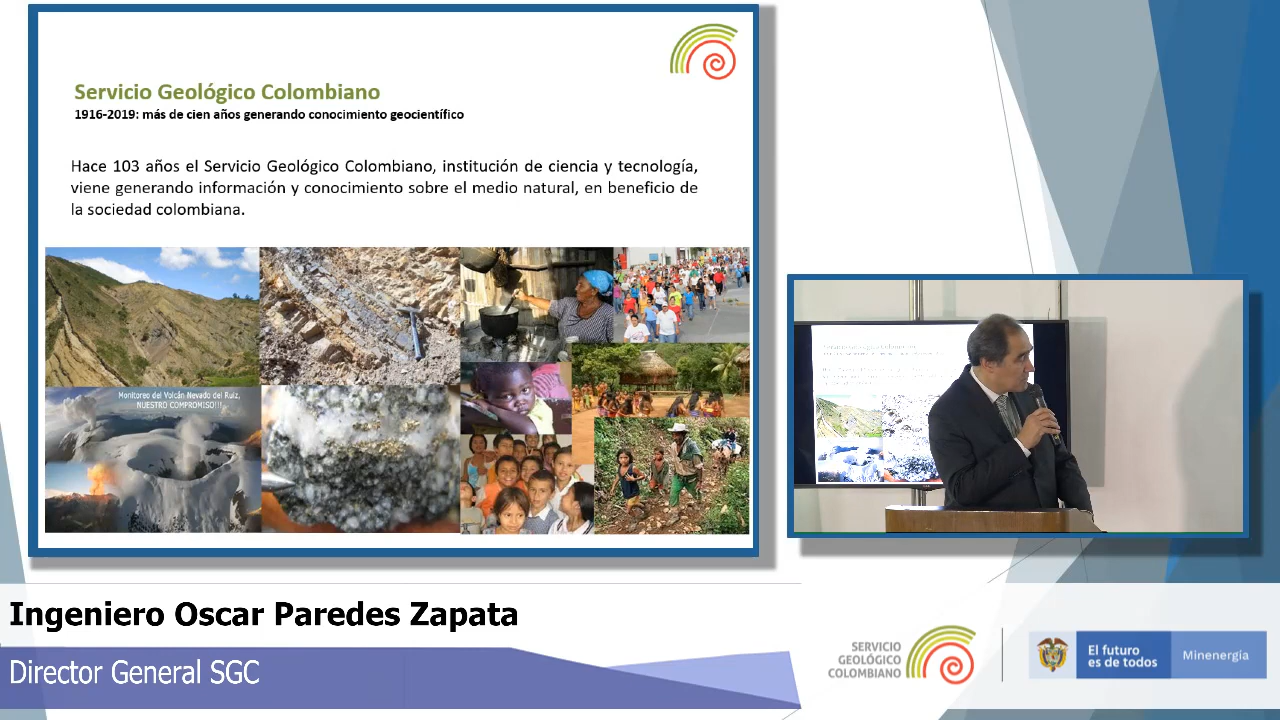 Servicio Geológico Colombiano
1916-2019: más de cien años generando conocimiento geocientífico
Hace 103 años el Servicio Geológico Colombiano, institución de ciencia y tecnología,
viene generando información y conocimiento sobre el medio natural, en beneficio de
la sociedad colombiana.
Monitoreo del Volcán Nevado del Ruiz,
NUESTRO COMPROMISO!!!
Ingeniero Oscar Paredes Zapata
Director General SGC
SERVICIO
GEOLÓGICO
COLOMBIANO
El futuro
es de todos
Minenergía